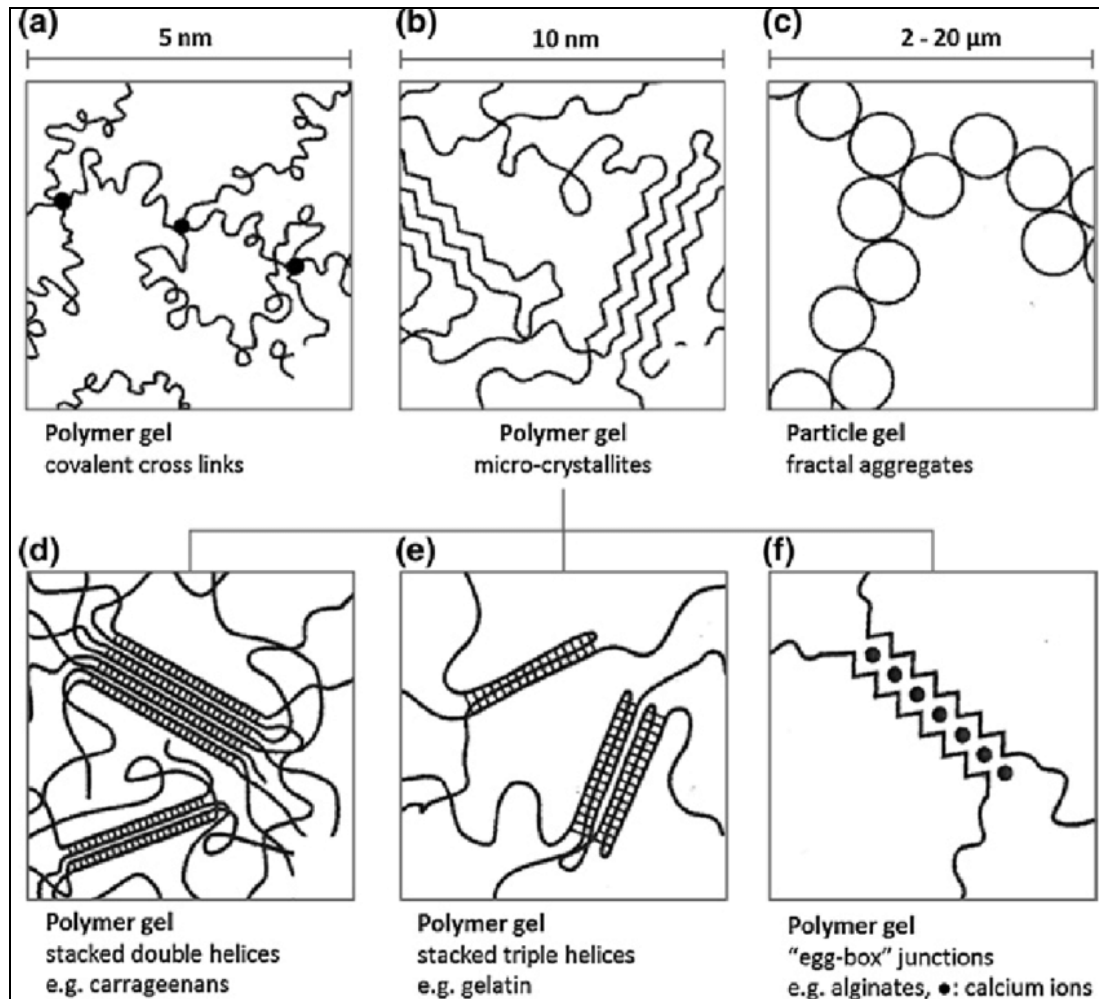 (a)
5 nm
(b)
10 nm
(c)
2 - 20 µm
Polymer gel
covalent cross links
Polymer gel
micro-crystallites
Particle gel
fractal aggregates
(d)
(e)
(f)
Polymer gel
stacked double helices
e.g. carrageenans
Polymer gel
stacked triple helices
e.g. gelatin
Polymer gel
“egg-box” junctions
e.g. alginates, ●: calcium ions